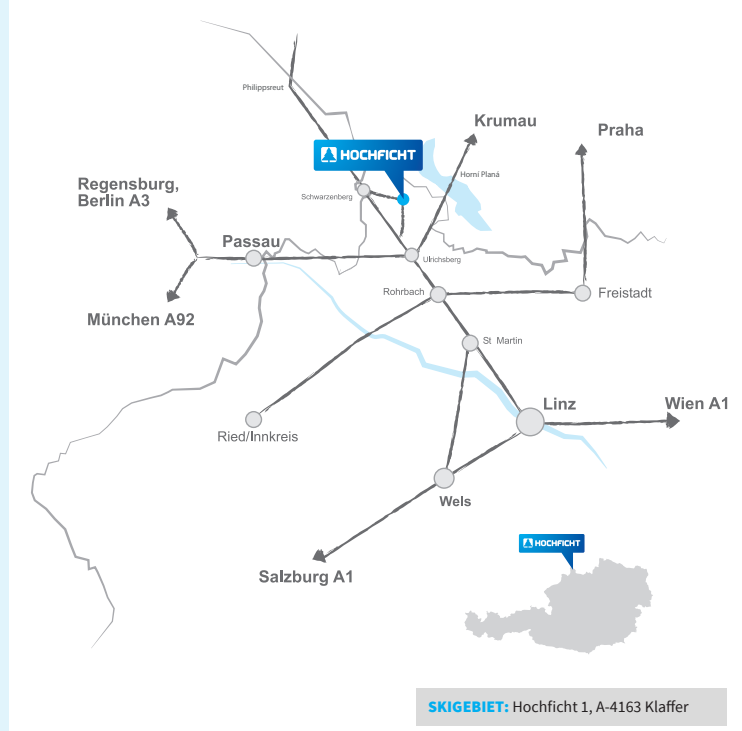 Philippsreut
Krumau
Praha
HOCHFICHT
Horní Planá
Regensburg,
Berlin A3
Schwarzenberg
Passau
Ulrichsberg
Rohrbach
Freistadt
München A92
St Martin
Linz
Wien A1
Ried/Innkreis
Wels
HOCHFICHT
Salzburg A1
SKIGEBIET: Hochficht 1, A-4163 Klaffer